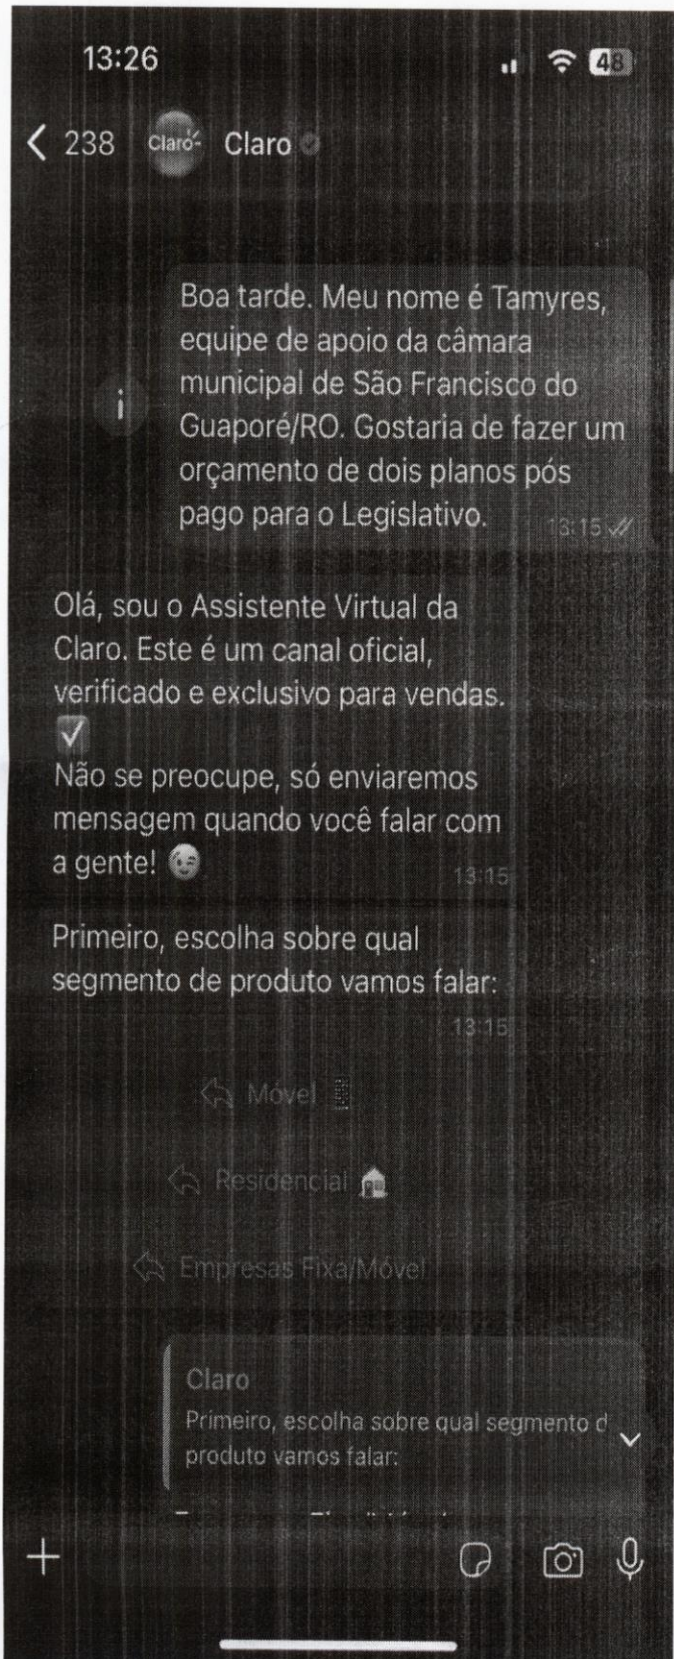 13:26
48
238
Claro-
Claro
Boa tarde. Meu nome é Tamyres,
equipe de apoio da câmara
municipal de São Francisco do
Guaporé/RO. Gostaria de fazer um
orçamento de dois planos pós
pago para o Legislativo.
13:15
Olá, sou o Assistente Virtual da
Claro. Este é um canal oficial,
verificado e exclusivo para vendas.
Não se preocupe, só enviaremos
mensagem quando você falar com
a gente!
13:15
Primeiro, escolha sobre qual
segmento de produto vamos falar:
13:15
Móvel
Residencial
Empresas Fixa/Móvel
Claro
Primeiro, escolha sobre qual segmento d
produto vamos falar: